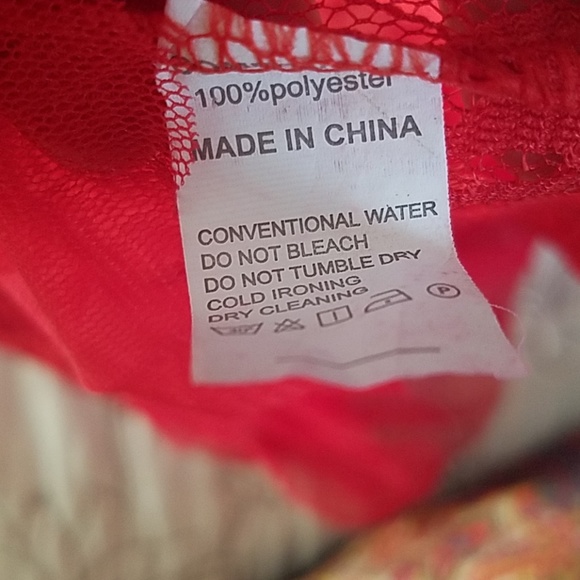 100%polyester
MADE IN CHINA
CONVENTIONAL WATER
DO NOT BLEACH
DO NOT TUMBLE DRY
COLD IRONING
DRY CLEANING
P